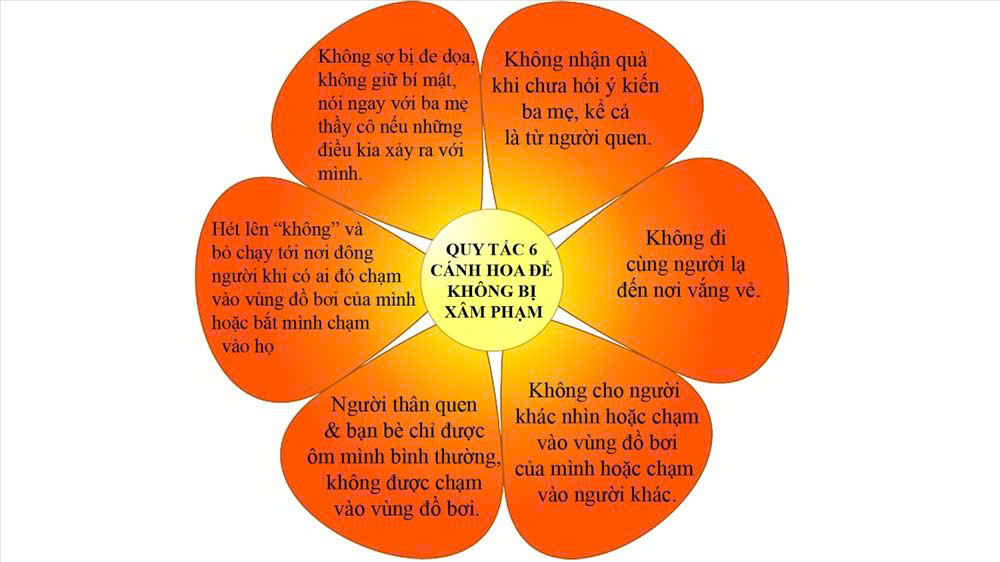 QUY TẮC 6
CÁNH HOA ĐỂ
KHÔNG BỊ
XÂM PHẠM
Không nhận quà
khi chưa hỏi ý kiến
ba mẹ, kể cả
là từ người quen.
Không đi
cùng người lạ
đến nơi vắng vẻ.
Không cho người
khác nhìn hoặc chạm
vào vùng đồ bơi
của mình hoặc chạm
vào người khác.
Người thân quen
& bạn bè chỉ được
ôm mình bình thường,
không được chạm
vào vùng đồ bơi.
Hét lên “không” và
bỏ chạy tới nơi đông
người khi có ai đó chạm
vào vùng đồ bơi của mình
hoặc bắt mình chạm
vào họ
Không sợ bị đe dọa,
không giữ bí mật,
nói ngay với ba mẹ
thầy cô nếu những
điều kia xảy ra với
mình.